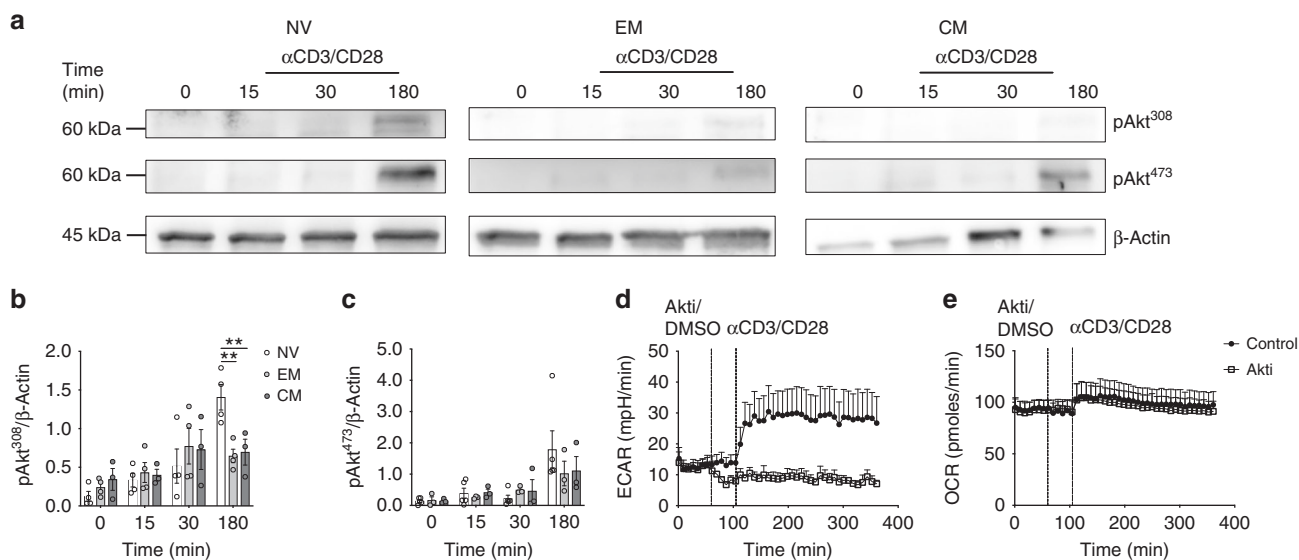 a
NV EM CM
αCD3/CD28 αCD3/CD28 αCD3/CD28
Time
(min) 0 15 30 180 0 15 30 180 0 15 30 180
60 kDa pAkt308
60 kDa pAkt473
45 kDa β-Actin
b
pAkt308/β-Actin
2.0
1.5
1.0
0.5
0
**
**
NV
EM
CM
0 15 30 180
Time (min)
c
pAkt473/β-Actin
5.0
4.0
3.0
2.0
1.0
0
0 15 30 180
Time (min)
d
Akti/
DMSO αCD3/CD28
ECAR (mpH/min)
50
40
30
20
10
0
0 100 200 300 400
Time (min)
e
Akti/
DMSO αCD3/CD28
OCR (pmoles/min)
150
100
50
0
0 100 200 300 400
Time (min)
Control
Akti